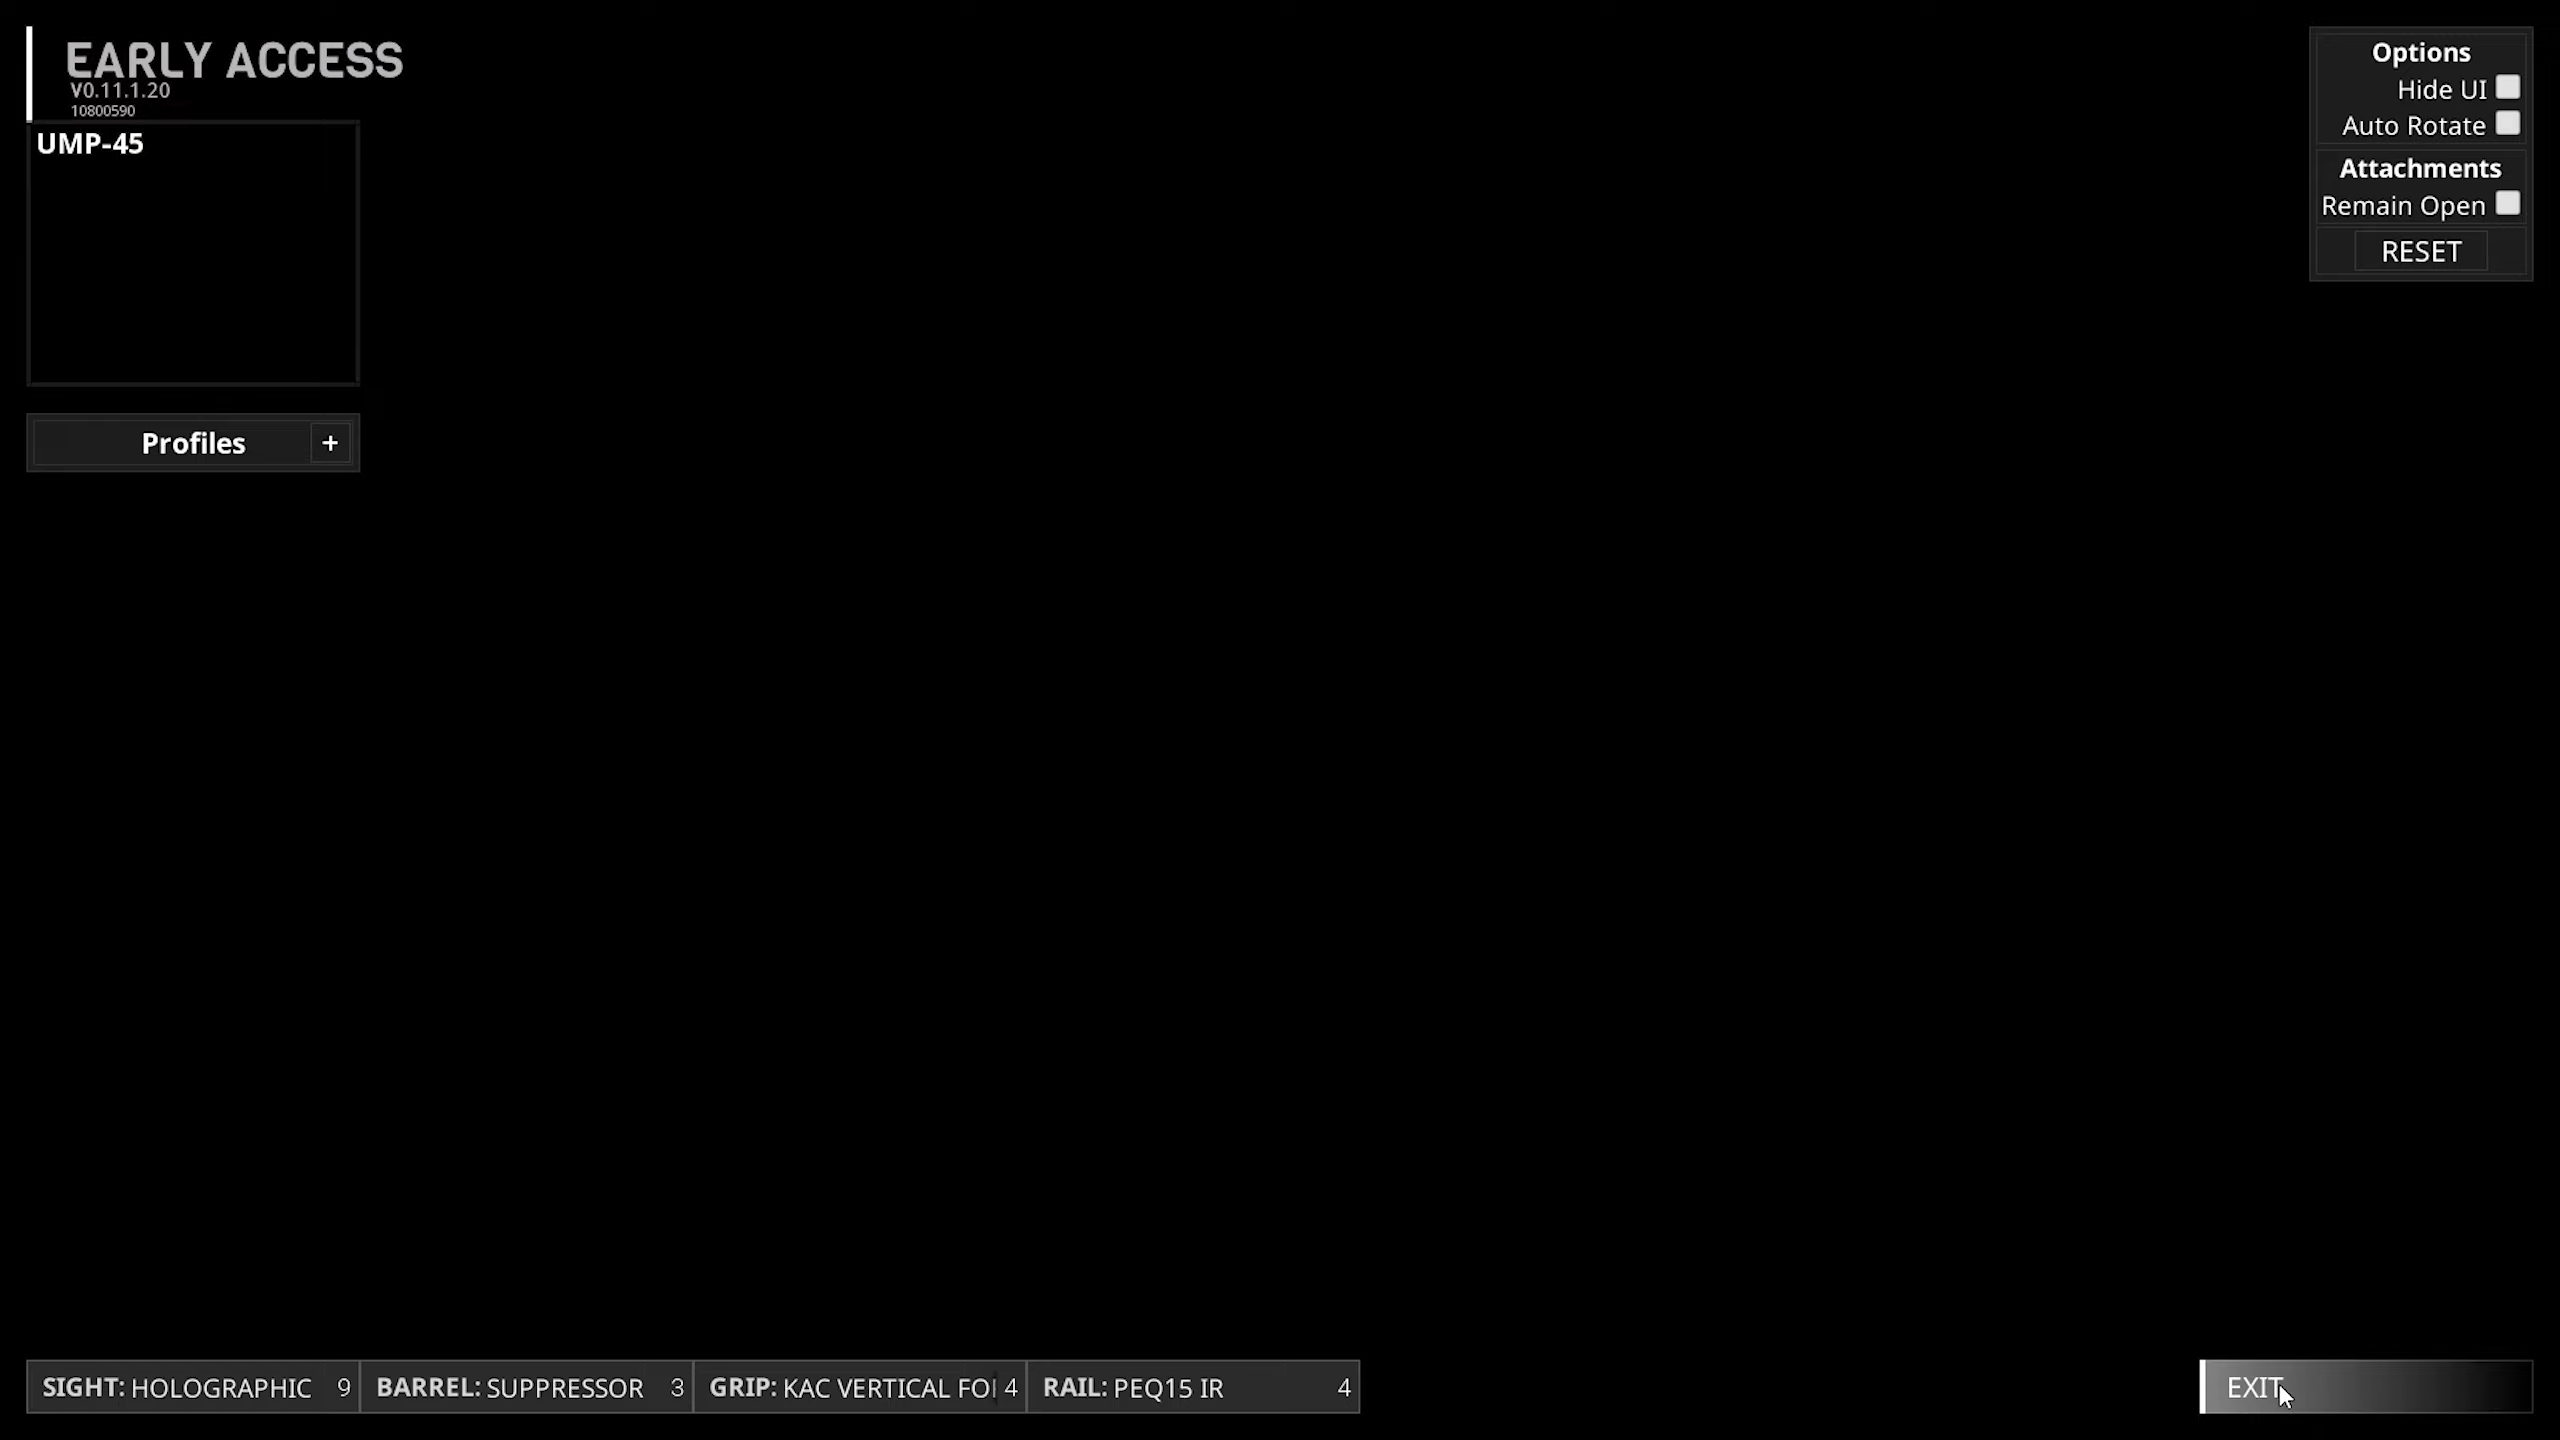 EARLY ACCESS
V0.11.1.20
10800590
UMP-45
Profiles +
Options
Hide UI
Auto Rotate
Attachments
Remain Open
RESET
SIGHT: HOLOGRAPHIC 9
BARREL: SUPPRESSOR 3
GRIP: KAC VERTICAL 4
RAIL: PEQ15 IR 4
EXIT